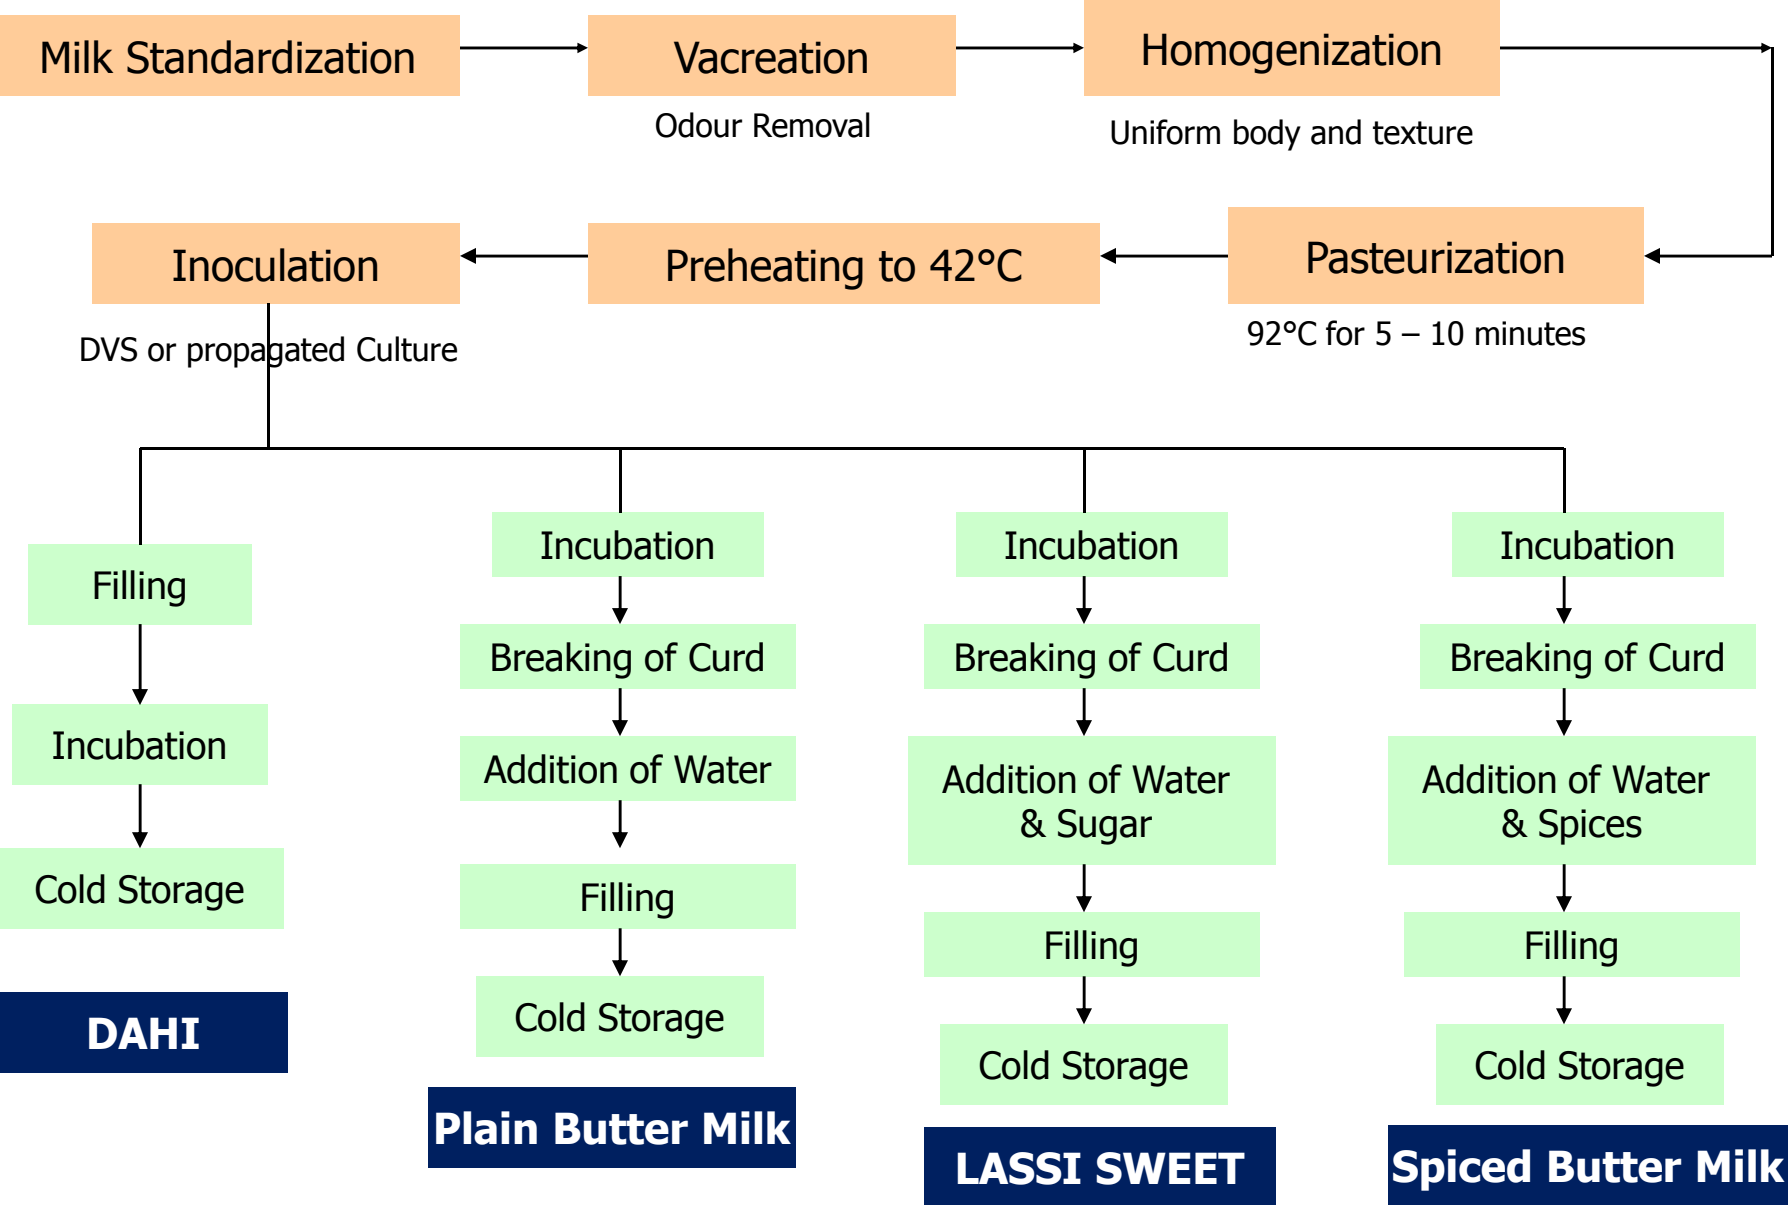 Milk Standardization
Vacreation
Homogenization
Odour Removal
Uniform body and texture
Inoculation
Preheating to 42°C
Pasteurization
DVS or propagated Culture
92°C for 5 – 10 minutes
Filling
Incubation
Cold Storage
DAHI
Incubation
Breaking of Curd
Addition of Water
Filling
Cold Storage
Plain Butter Milk
Incubation
Breaking of Curd
Addition of Water
& Sugar
Filling
Cold Storage
LASSI SWEET
Incubation
Breaking of Curd
Addition of Water
& Spices
Filling
Cold Storage
Spiced Butter Milk